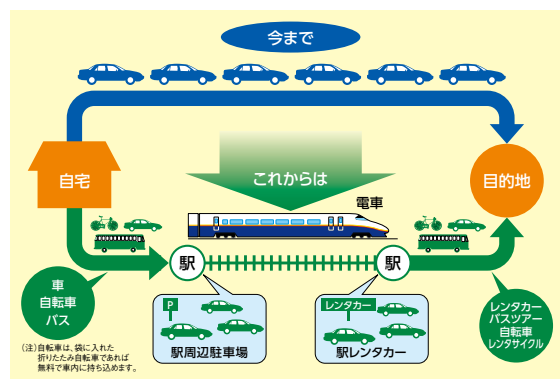 今まで
これからは
自宅
目的地
電車
駅
駅
車
自転車
バス
P
駅周辺駐車場
レンタカー
駅レンタカー
レンタカー
バスツアー
自転車
レンタサイクル
(注)自転車は、袋に入れた
折りたたみ自転車であれば
無料で車内に持ち込めます。